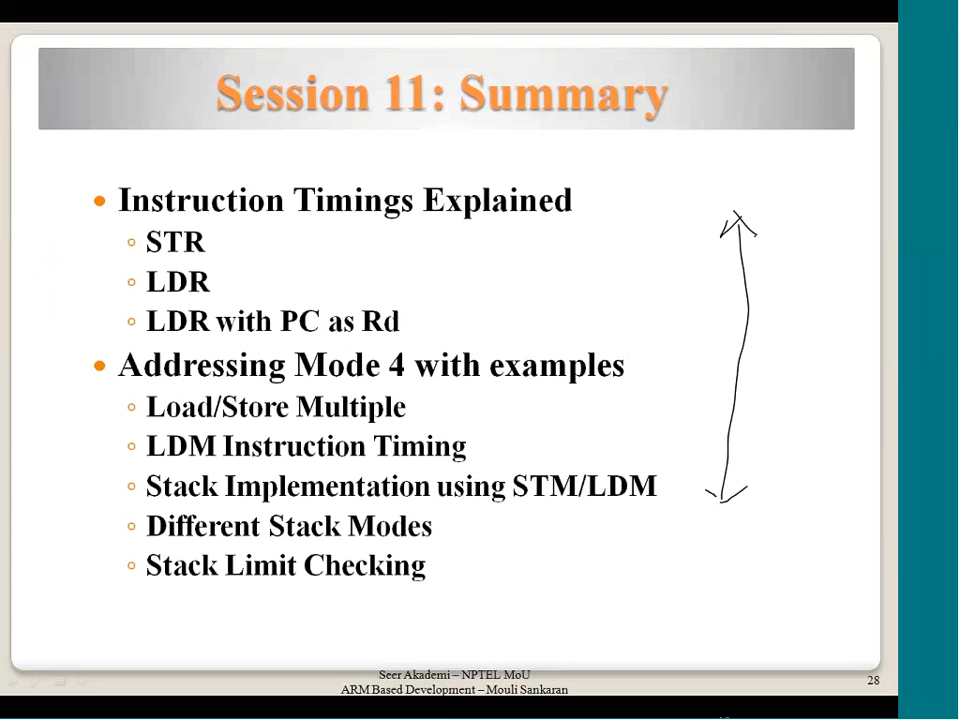 Session 11: Summary
Instruction Timings Explained
STR
LDR
LDR with PC as Rd
Addressing Mode 4 with examples
Load/Store Multiple
LDM Instruction Timing
Stack Implementation using STM/LDM
Different Stack Modes
Stack Limit Checking
Seer Akademi – NPTEL MoU
ARM Based Development – Mouli Sankaran
28